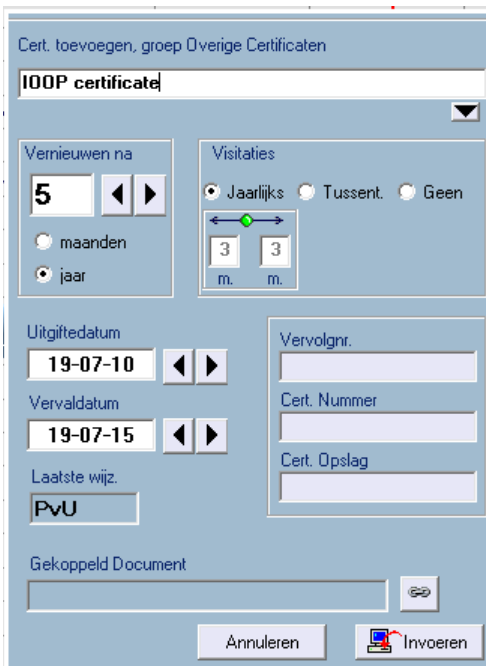 Cert. toevoegen, groep Overige Certificaten
IOOP certificate
Vernieuwen na
5
maanden
jaar
Visitaties
Jaarlijks Tussent. Geen
3 3
m. m.
Uitgiftedatum
19-07-10
Vervaldatum
19-07-15
Laatste wijz.
PvU
Vervolgnr.
Cert. Nummer
Cert. Opslag
Gekoppeld Document
Annuleren Invoeren